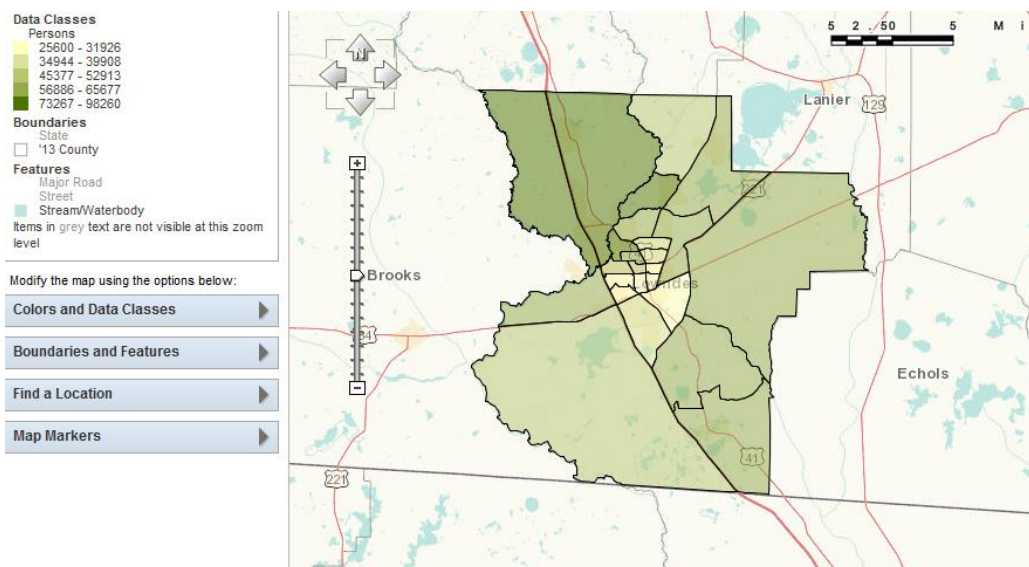 Data Classes
Persons
25600 - 31926
34944 - 39908
45377 - 52913
56886 - 65677
73267 - 98260
Boundaries
State
'13 County
Features
Major Road
Street
Stream/Waterbody
Items in grey text are not visible at this zoom
level
Modify the map using the options below:
Colors and Data Classes
Boundaries and Features
Find a Location
Map Markers
5 2.50 5 Mi
N
Lanier
129
221
Lowndes
Brooks
84
Echols
41
221